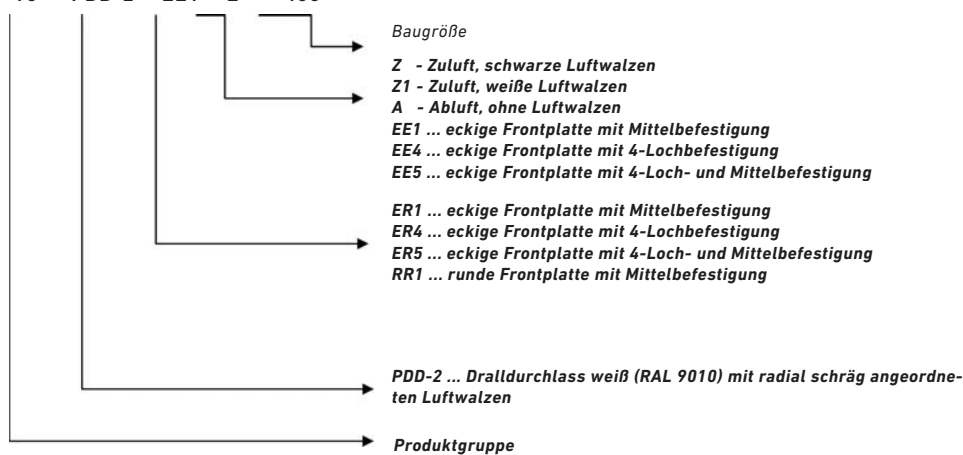 Baugröße
Z - Zuluft, schwarze Luftwalzen
Z1 - Zuluft, weiße Luftwalzen
A - Abluft, ohne Luftwalzen
EE1 ... eckige Frontplatte mit Mittelbefestigung
EE4 ... eckige Frontplatte mit 4-Lochbefestigung
EE5 ... eckige Frontplatte mit 4-Loch- und Mittelbefestigung
ER1 ... eckige Frontplatte mit Mittelbefestigung
ER4 ... eckige Frontplatte mit 4-Lochbefestigung
ER5 ... eckige Frontplatte mit 4-Loch- und Mittelbefestigung
RR1 ... runde Frontplatte mit Mittelbefestigung
PDD-2 ... Dralldurchlass weiß (RAL 9010) mit radial schräg angeordne-
ten Luftwalzen
Produktgruppe